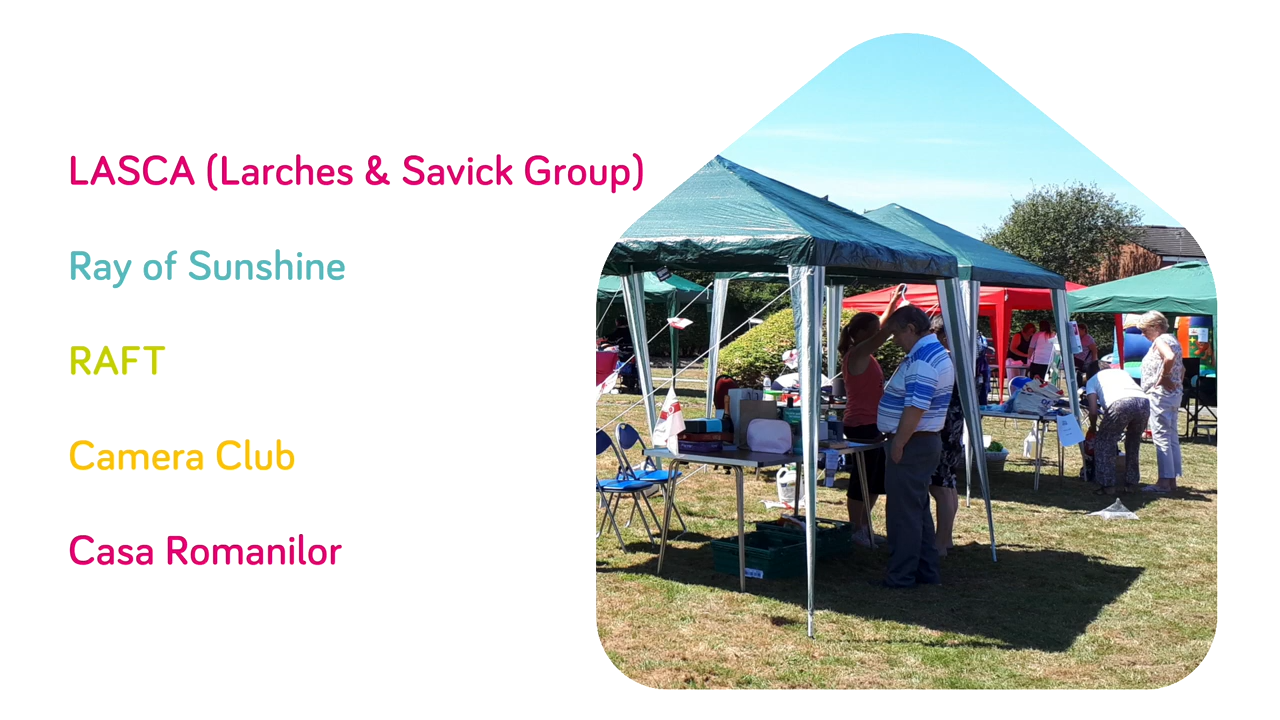 LASCA (Larches & Savick Group)
Ray of Sunshine
RAFT
Camera Club
Casa Romanilor